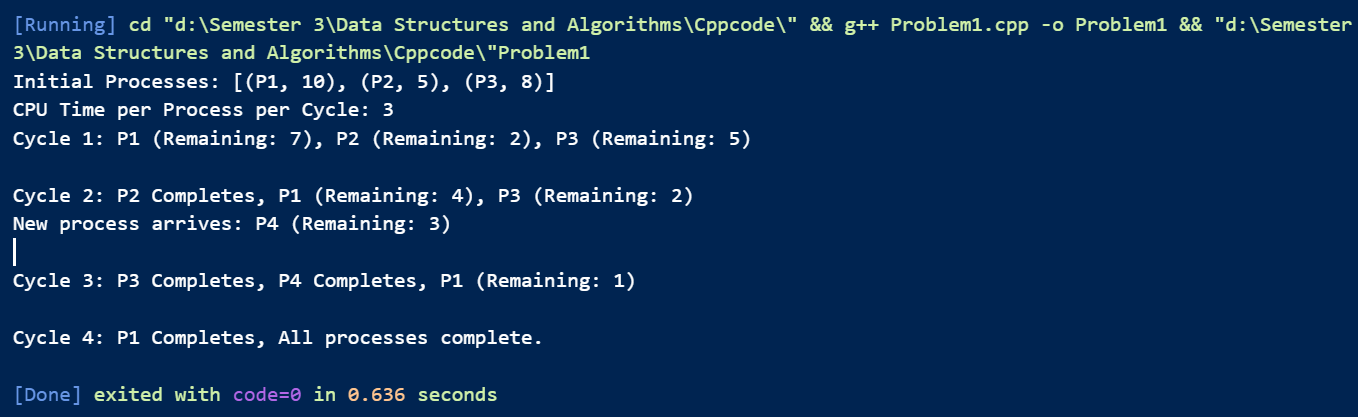 [Running] cd "d:\Semester 3\Data Structures and Algorithms\Cppcode\" && g++ Problem1.cpp -o Problem1 && "d:\Semester
3\Data Structures and Algorithms\Cppcode\"Problem1
Initial Processes: [(P1, 10), (P2, 5), (P3, 8)]
CPU Time per Process per Cycle: 3
Cycle 1: P1 (Remaining: 7), P2 (Remaining: 2), P3 (Remaining: 5)
Cycle 2: P2 Completes, P1 (Remaining: 4), P3 (Remaining: 2)
New process arrives: P4 (Remaining: 3)
Cycle 3: P3 Completes, P4 Completes, P1 (Remaining: 1)
Cycle 4: P1 Completes, All processes complete.
[Done] exited with code=0 in 0.636 seconds